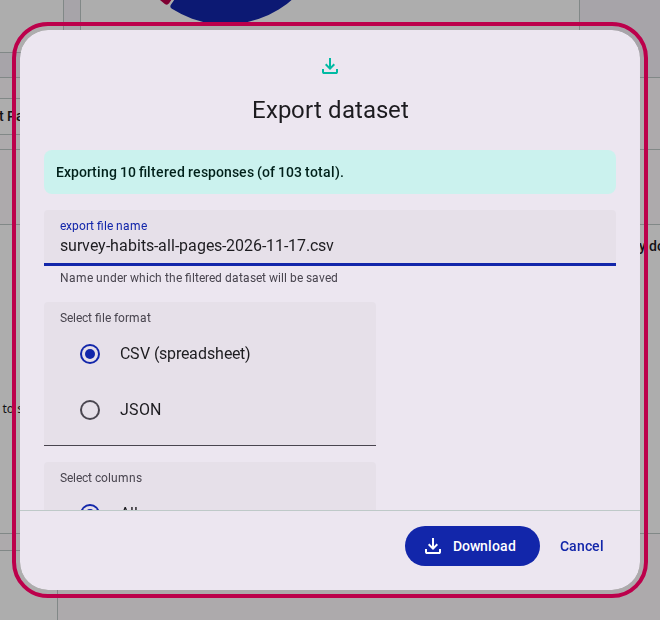 Export dataset
Exporting 10 filtered responses (of 103 total).
export file name
survey-habits-all-pages-2026-11-17.csv
Name under which the filtered dataset will be saved
Select file format
CSV (spreadsheet)
JSON
to s
Select columns
All
Download
Cancel